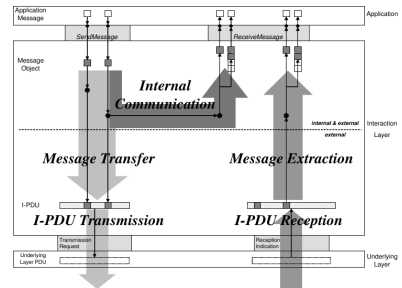 Application
Message
Application
SendMessage
ReceiveMessage
Message
Object
Internal
Communication
internal & external
external
Interaction
Layer
Message Transfer
Message Extraction
I-PDU
I-PDU Transmission
I-PDU Reception
Transmission
Request
Reception
Indication
Underlying
Layer PDU
Underlying
Layer